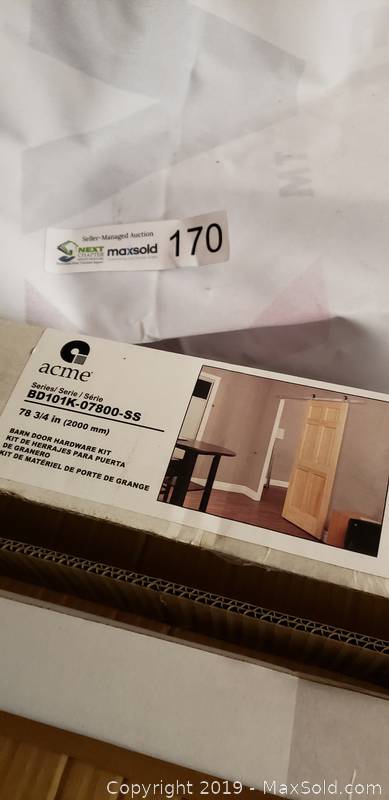 MT
Seller-Managed Auction
NEXT
CHAPTER
maxsold
170
acme
Series/ Serie / Série
BD101K-07800-SS
78 3/4 in (2000 mm)
BARN DOOR HARDWARE KIT
KIT DE HERRAJES PARA PUERTA
DE GRANERO
KIT DE MATÉRIEL DE PORTE DE GRANGE
Copyright © 2019 - MaxSold.com